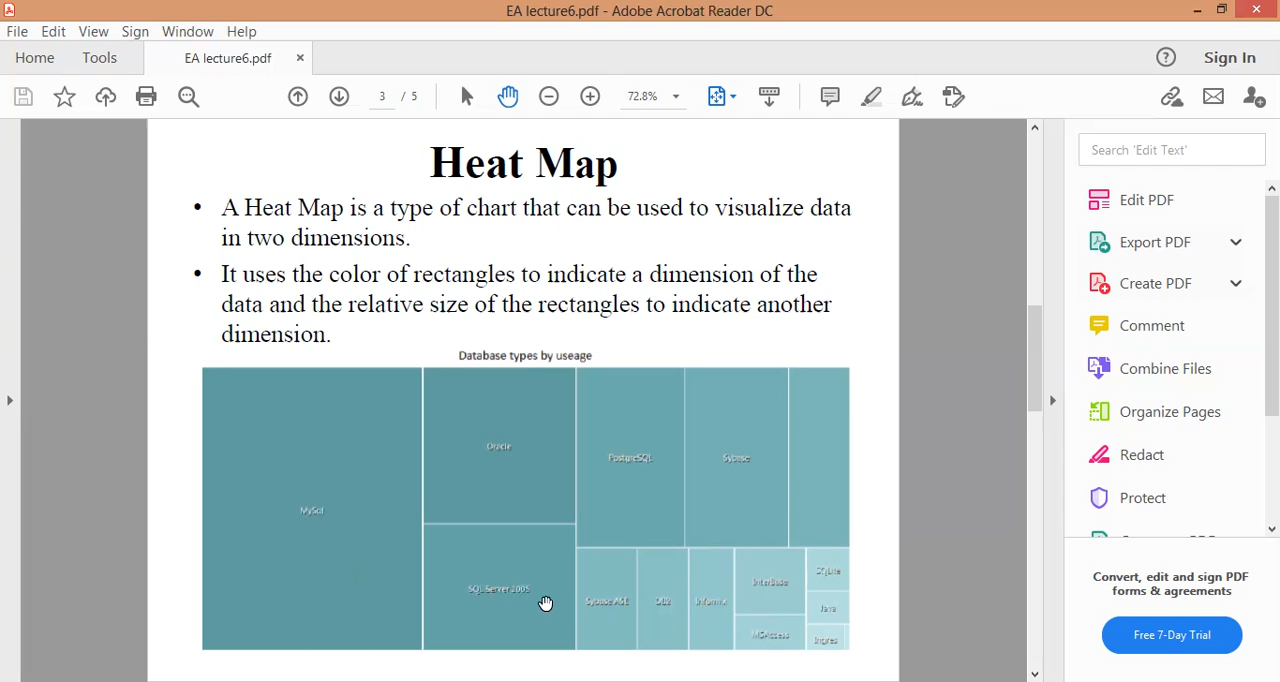 EA lecture6.pdf - Adobe Acrobat Reader DC
File Edit View Sign Window Help
Home Tools EA lecture6.pdf × Sign In
3 / 5 72.8%
Heat Map
• A Heat Map is a type of chart that can be used to visualize data
in two dimensions.
• It uses the color of rectangles to indicate a dimension of the
data and the relative size of the rectangles to indicate another
dimension.
Database types by useage
MySql
Oracle
SQL Server 2005
PostgreSQL
Sybase
Sybase ASE
DB2
Informix
InterBase
MSAccess
SQLite
Java
Ingres
Search 'Edit Text'
Edit PDF
Export PDF
Create PDF
Comment
Combine Files
Organize Pages
Redact
Protect
Convert, edit and sign PDF
forms & agreements
Free 7-Day Trial